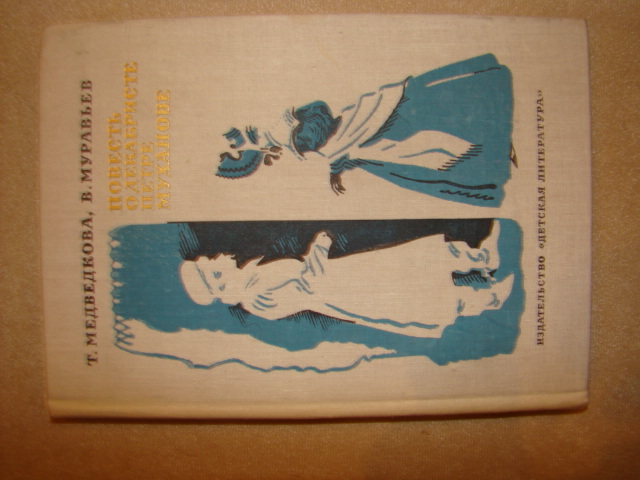 Т. МЕДВЕДКОВА, В. МУРАВЬЕВ
ПОВЕСТЬ
О ДЕКАБРИСТЕ
ПЕТРЕ
МУХАНОВЕ
ИЗДАТЕЛЬСТВО «ДЕТСКАЯ ЛИТЕРАТУРА»